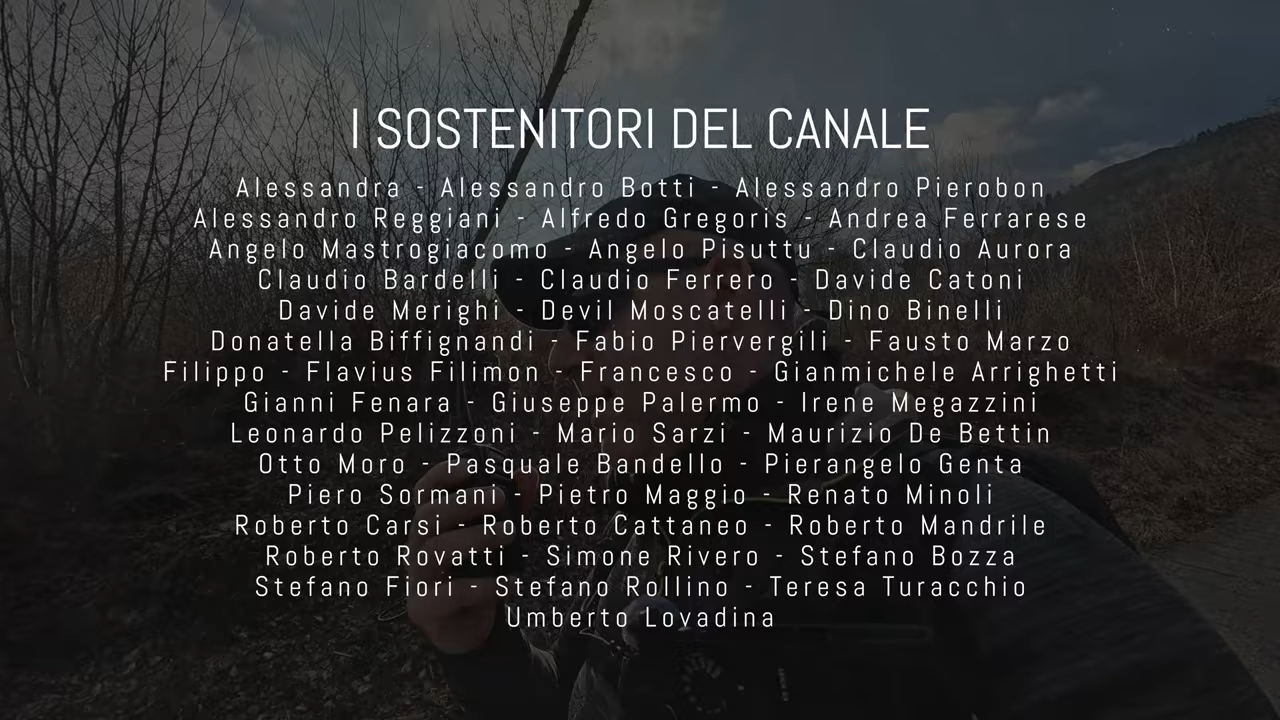 I SOSTENITORI DEL CANALE
Alessandra - Alessandro Botti - Alessandro Pierobon
Alessandro Reggiani - Alfredo Gregoris - Andrea Ferrarese
Angelo Mastrogiacomo - Angelo Pisuttu - Claudio Aurora
Claudio Bardelli - Claudio Ferrero - Davide Catoni
Davide Merighi - Devil Moscatelli - Dino Binelli
Donatella Biffignandi - Fabio Piervergili - Fausto Marzo
Filippo - Flavius Filimon - Francesco - Gianmichele Arrighetti
Gianni Fenara - Giuseppe Palermo - Irene Megazzini
Leonardo Pelizzoni - Mario Sarzi - Maurizio De Bettin
Otto Moro - Pasquale Bandello - Pierangelo Genta
Piero Sormani - Pietro Maggio - Renato Minoli
Roberto Carsi - Roberto Cattaneo - Roberto Mandrile
Roberto Rovatti - Simone Rivero - Stefano Bozza
Stefano Fiori - Stefano Rollino - Teresa Turacchio
Umberto Lovadina